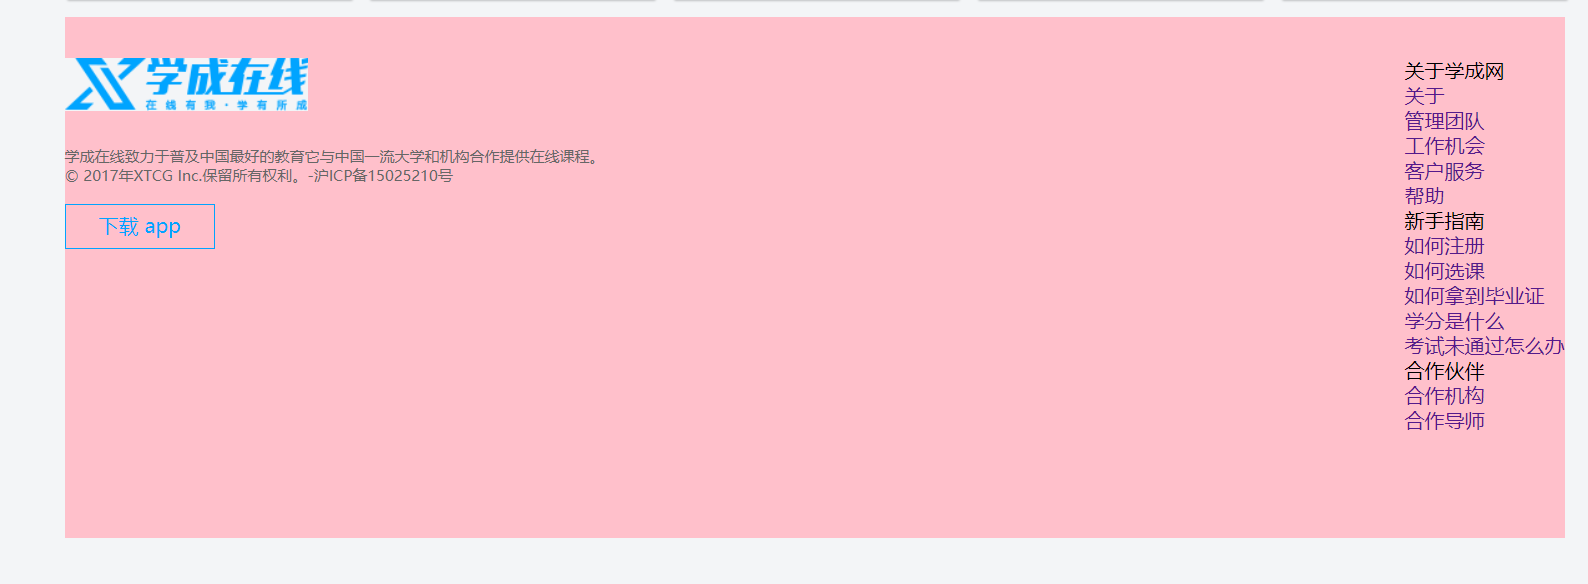 学成在线
在线有我·学有所成
学成在线致力于普及中国最好的教育它与中国一流大学和机构合作提供在线课程。
© 2017年XTCG Inc.保留所有权利。-沪ICP备15025210号
下载 app
关于学成网
关于
管理团队
工作机会
客户服务
帮助
新手指南
如何注册
如何选课
如何拿到毕业证
学分是什么
考试未通过怎么办
合作伙伴
合作机构
合作导师